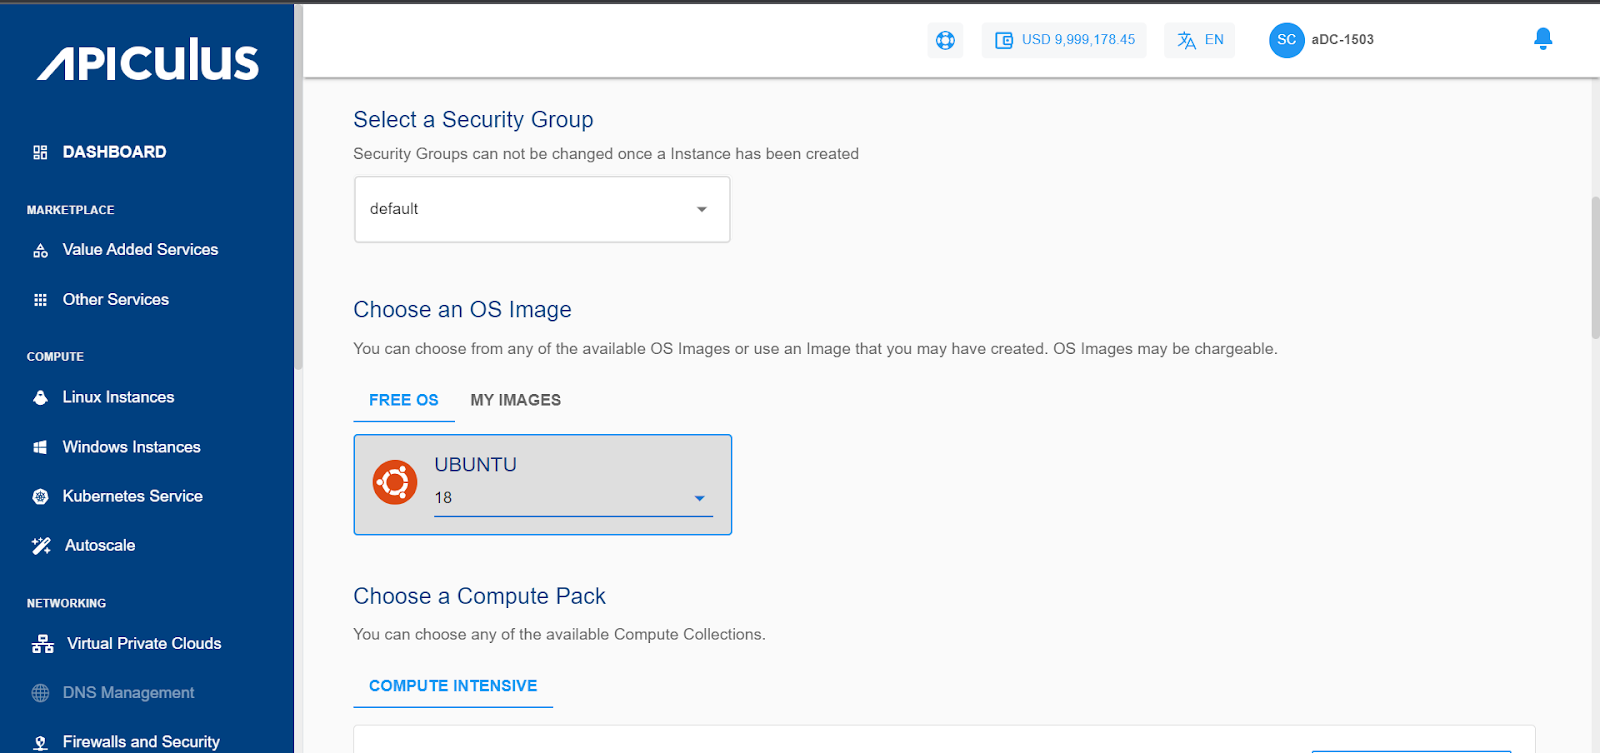 APICULUS
USD 9,999,178.45
EN
SC
aDC-1503
DASHBOARD
MARKETPLACE
Value Added Services
Other Services
COMPUTE
Linux Instances
Windows Instances
Kubernetes Service
Autoscale
NETWORKING
Virtual Private Clouds
DNS Management
Firewalls and Security
Select a Security Group
Security Groups can not be changed once a Instance has been created
default
Choose an OS Image
You can choose from any of the available OS Images or use an Image that you may have created. OS Images may be chargeable.
FREE OS MY IMAGES
UBUNTU
18
Choose a Compute Pack
You can choose any of the available Compute Collections.
COMPUTE INTENSIVE